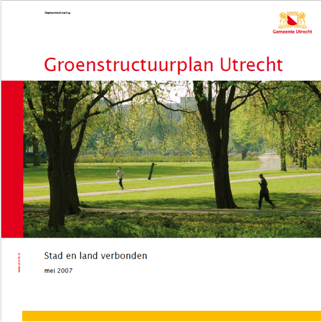 Gemeente Utrecht
Groenstructuurplan Utrecht
Stad en land verbonden
mei 2007